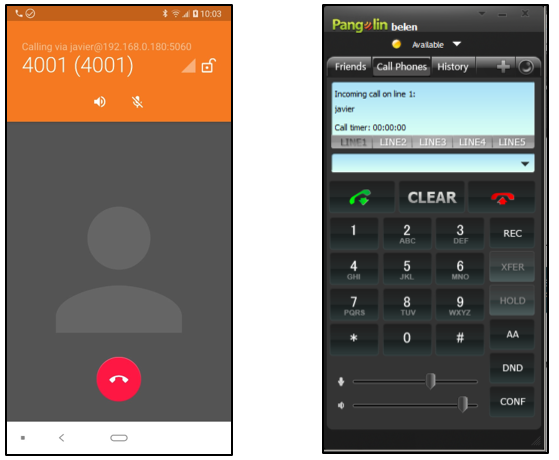 10:03
Calling via javier@192.168.0.180:5060
4001 (4001)
Pangolin belen
Available
Friends Call Phones History
Incoming call on line 1:
javier
Call timer: 00:00:00
LINE1 LINE2 LINE3 LINE4 LINE5
CLEAR
1 2 3 REC
ABC DEF
4 5 6 XFER
GHI JKL MNO
7 8 9 HOLD
PQRS TUV WXYZ
* 0 # AA
DND
CONF